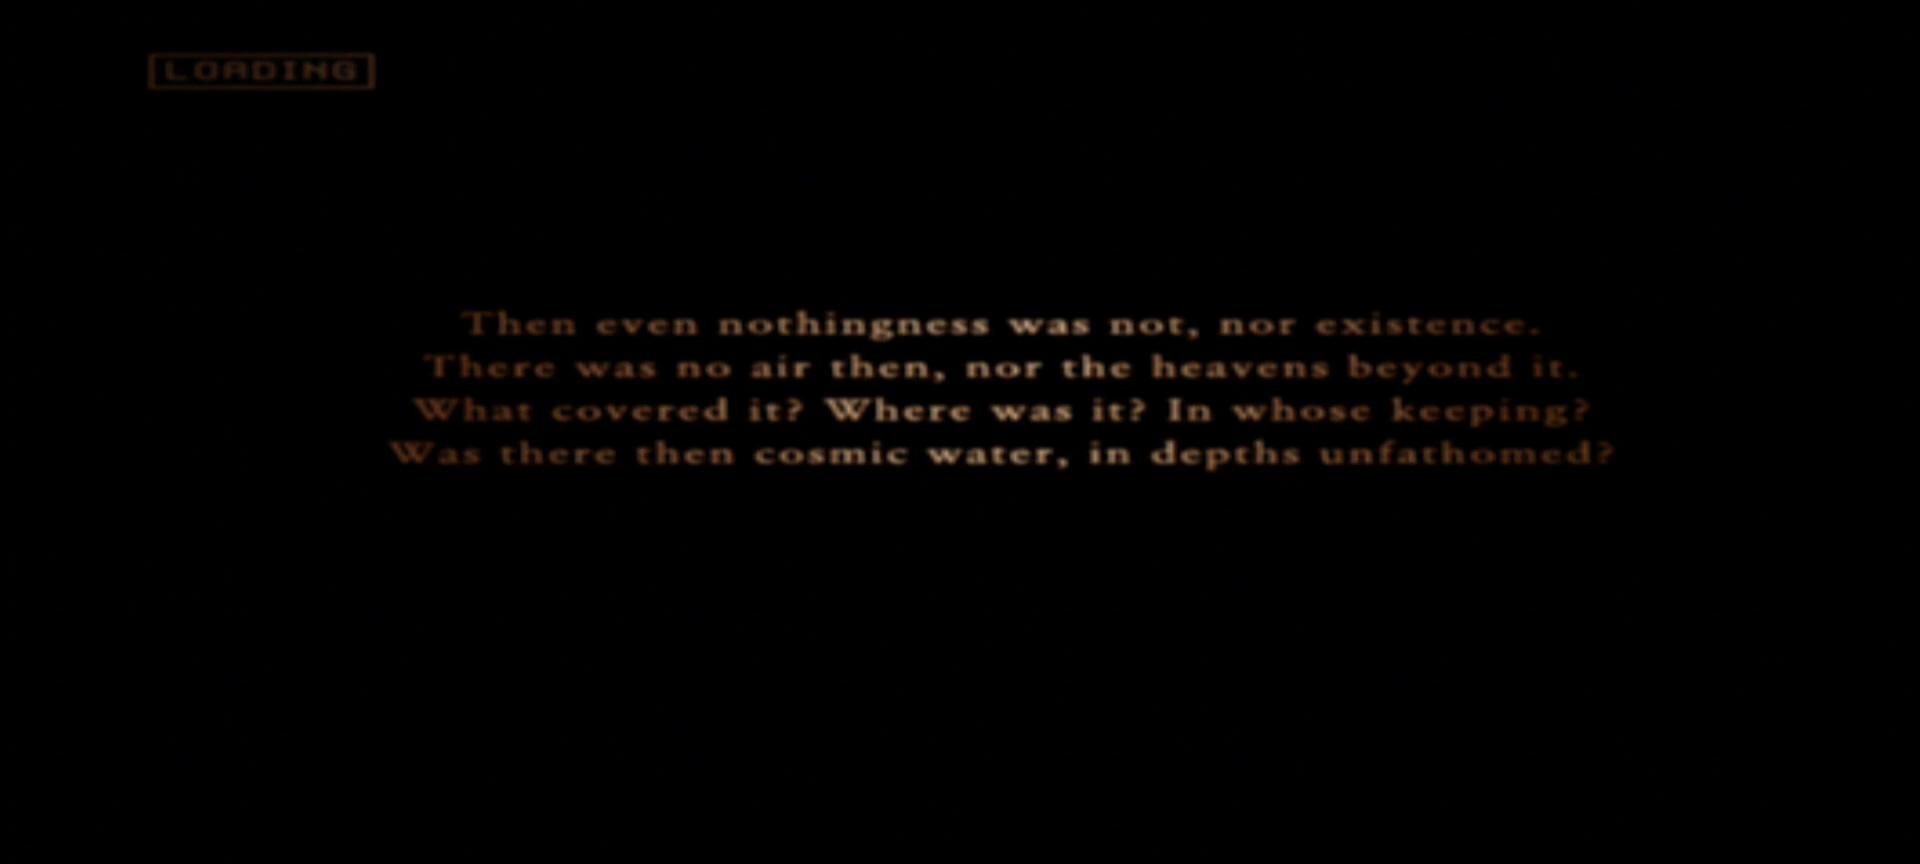 LOADING
Then even nothingness was not, nor existence.
There was no air then, nor the heavens beyond it.
What covered it? Where was it? In whose keeping?
Was there then cosmic water, in depths unfathomed?